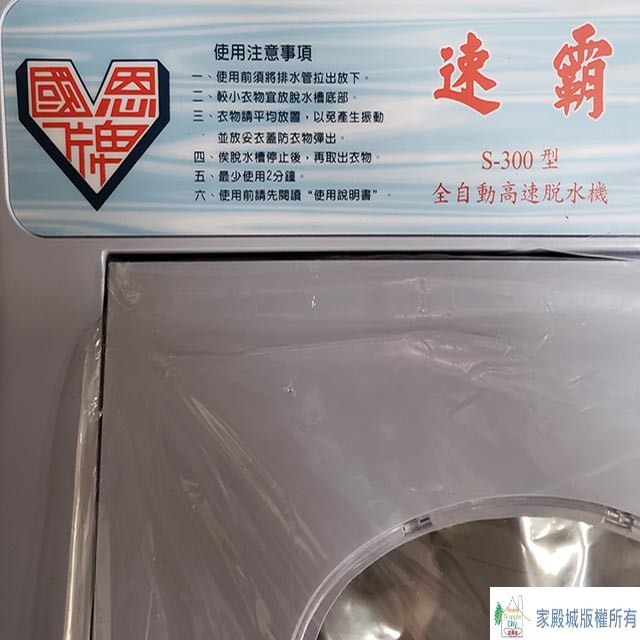 國恩牌
使用注意事項
一、使用前須將排水管拉出放下。
二、較小衣物宜放脫水槽底部。
三、衣物請平均放置，以免產生振動
並放妥衣蓋防衣物彈出。
四、俟脫水槽停止後，再取出衣物。
五、最少使用2分鐘。
六、使用前請先閱讀“使用說明書”。
速霸
S-300 型
全自動高速脫水機
家殿城版權所有